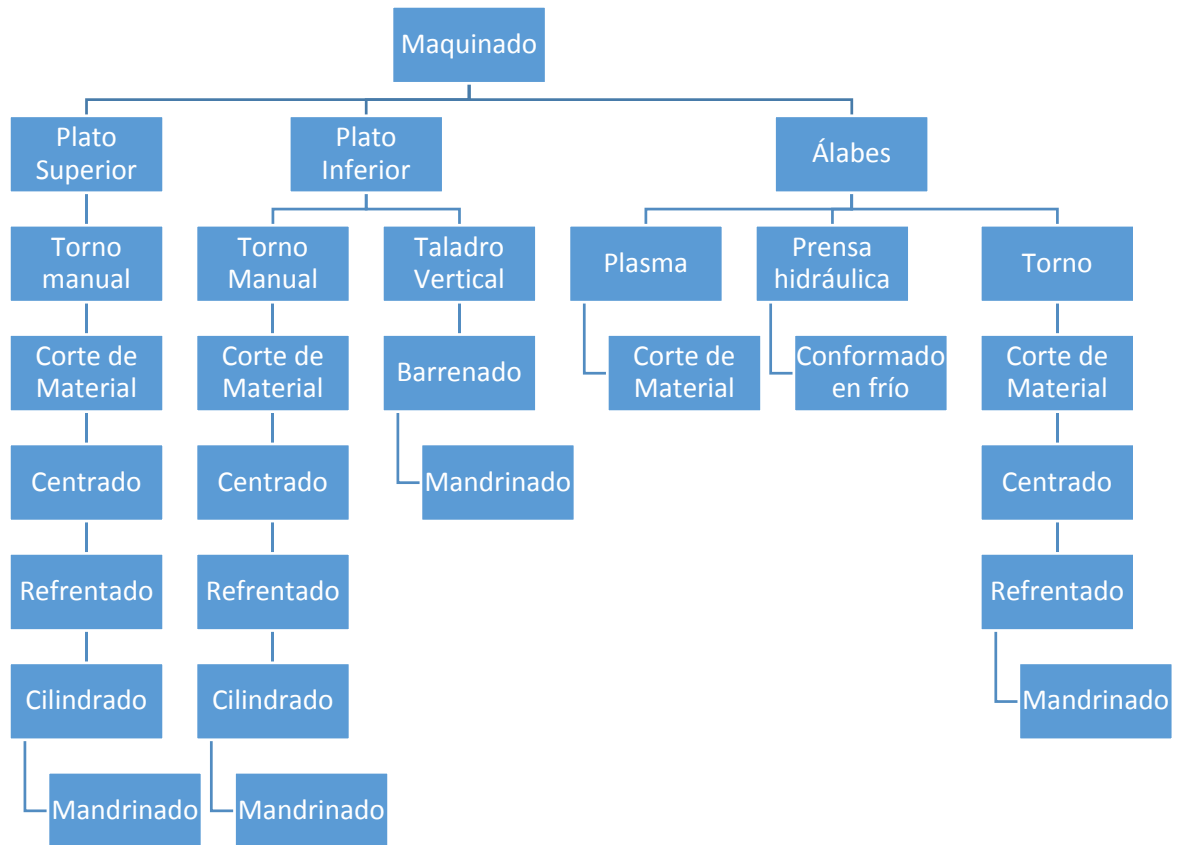 Maquinado
Plato
Superior
Plato
Inferior
Álabes
Torno
manual
Torno
Manual
Taladro
Vertical
Plasma
Prensa
hidráulica
Torno
Corte de
Material
Corte de
Material
Barrenado
Corte de
Material
Conformado
en frío
Corte de
Material
Centrado
Centrado
Mandrinado
Centrado
Refrentado
Refrentado
Refrentado
Cilindrado
Cilindrado
Mandrinado
Mandrinado
Mandrinado